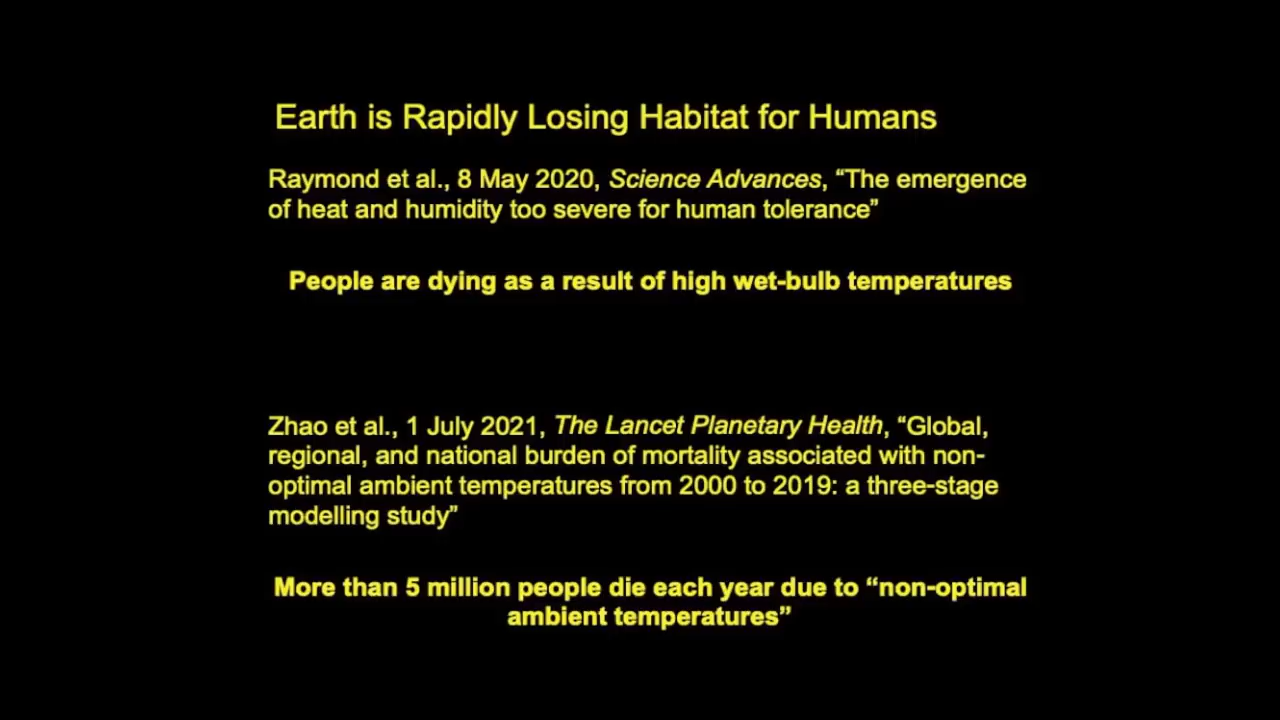 Earth is Rapidly Losing Habitat for Humans
Raymond et al., 8 May 2020, Science Advances, “The emergence
of heat and humidity too severe for human tolerance”
People are dying as a result of high wet-bulb temperatures
Zhao et al., 1 July 2021, The Lancet Planetary Health, “Global,
regional, and national burden of mortality associated with non-
optimal ambient temperatures from 2000 to 2019: a three-stage
modelling study”
More than 5 million people die each year due to “non-optimal
ambient temperatures”